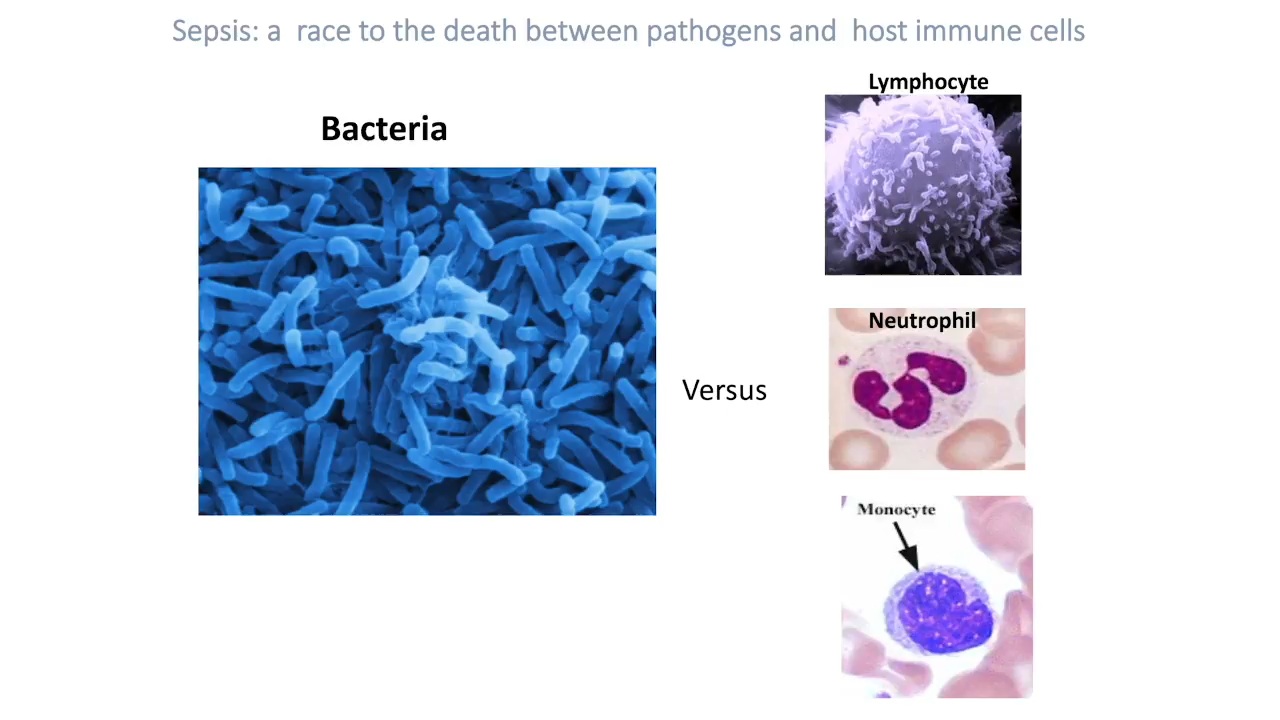 Sepsis: a  race to the death between pathogens and  host immune cells
Bacteria
Versus
Lymphocyte
Neutrophil
Monocyte